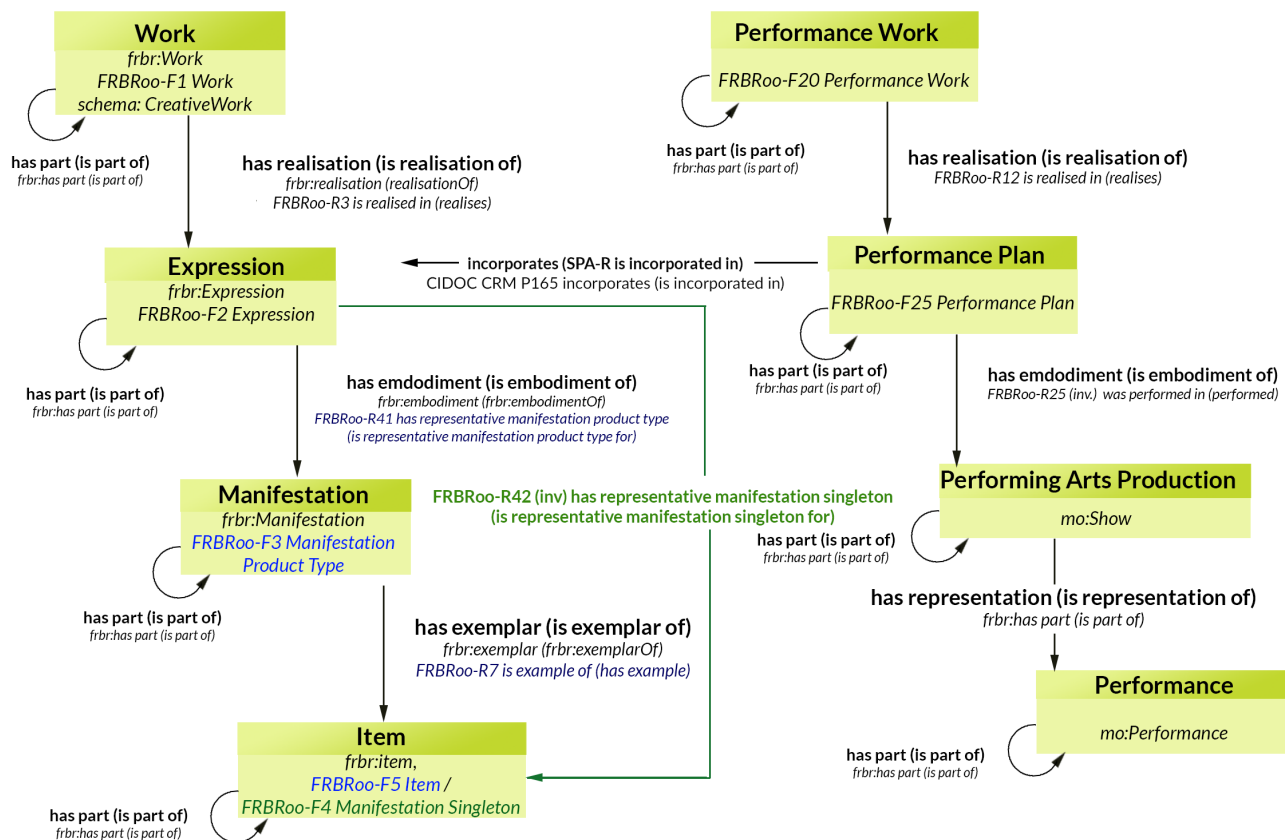 Work
frbr:Work
FRBRoo-F1 Work
schema: CreativeWork
has part (is part of)
frbr:has part (is part of)
has realisation (is realisation of)
frbr:realisation (realisationOf)
FRBRoo-R3 is realised in (realises)
Expression
frbr:Expression
FRBRoo-F2 Expression
has part (is part of)
frbr:has part (is part of)
has emdodiment (is embodiment of)
frbr:embodiment (frbr:embodimentOf)
FRBRoo-R41 has representative manifestation product type
(is representative manifestation product type for)
Manifestation
frbr:Manifestation
FRBRoo-F3 Manifestation
Product Type
has part (is part of)
frbr:has part (is part of)
has exemplar (is exemplar of)
frbr:exemplar (frbr:exemplarOf)
FRBRoo-R7 is example of (has example)
Item
frbr:item,
FRBRoo-F5 Item /
FRBRoo-F4 Manifestation Singleton
has part (is part of)
frbr:has part (is part of)
incorporates (SPA-R is incorporated in)
CIDOC CRM P165 incorporates (is incorporated in)
FRBRoo-R42 (inv) has representative manifestation singleton
(is representative manifestation singleton for)
Performance Work
FRBRoo-F20 Performance Work
has part (is part of)
frbr:has part (is part of)
has realisation (is realisation of)
FRBRoo-R12 is realised in (realises)
Performance Plan
FRBRoo-F25 Performance Plan
has part (is part of)
frbr:has part (is part of)
has emdodiment (is embodiment of)
FRBRoo-R25 (inv.) was performed in (performed)
Performing Arts Production
mo:Show
has part (is part of)
frbr:has part (is part of)
has representation (is representation of)
frbr:has part (is part of)
Performance
mo:Performance
has part (is part of)
frbr:has part (is part of)